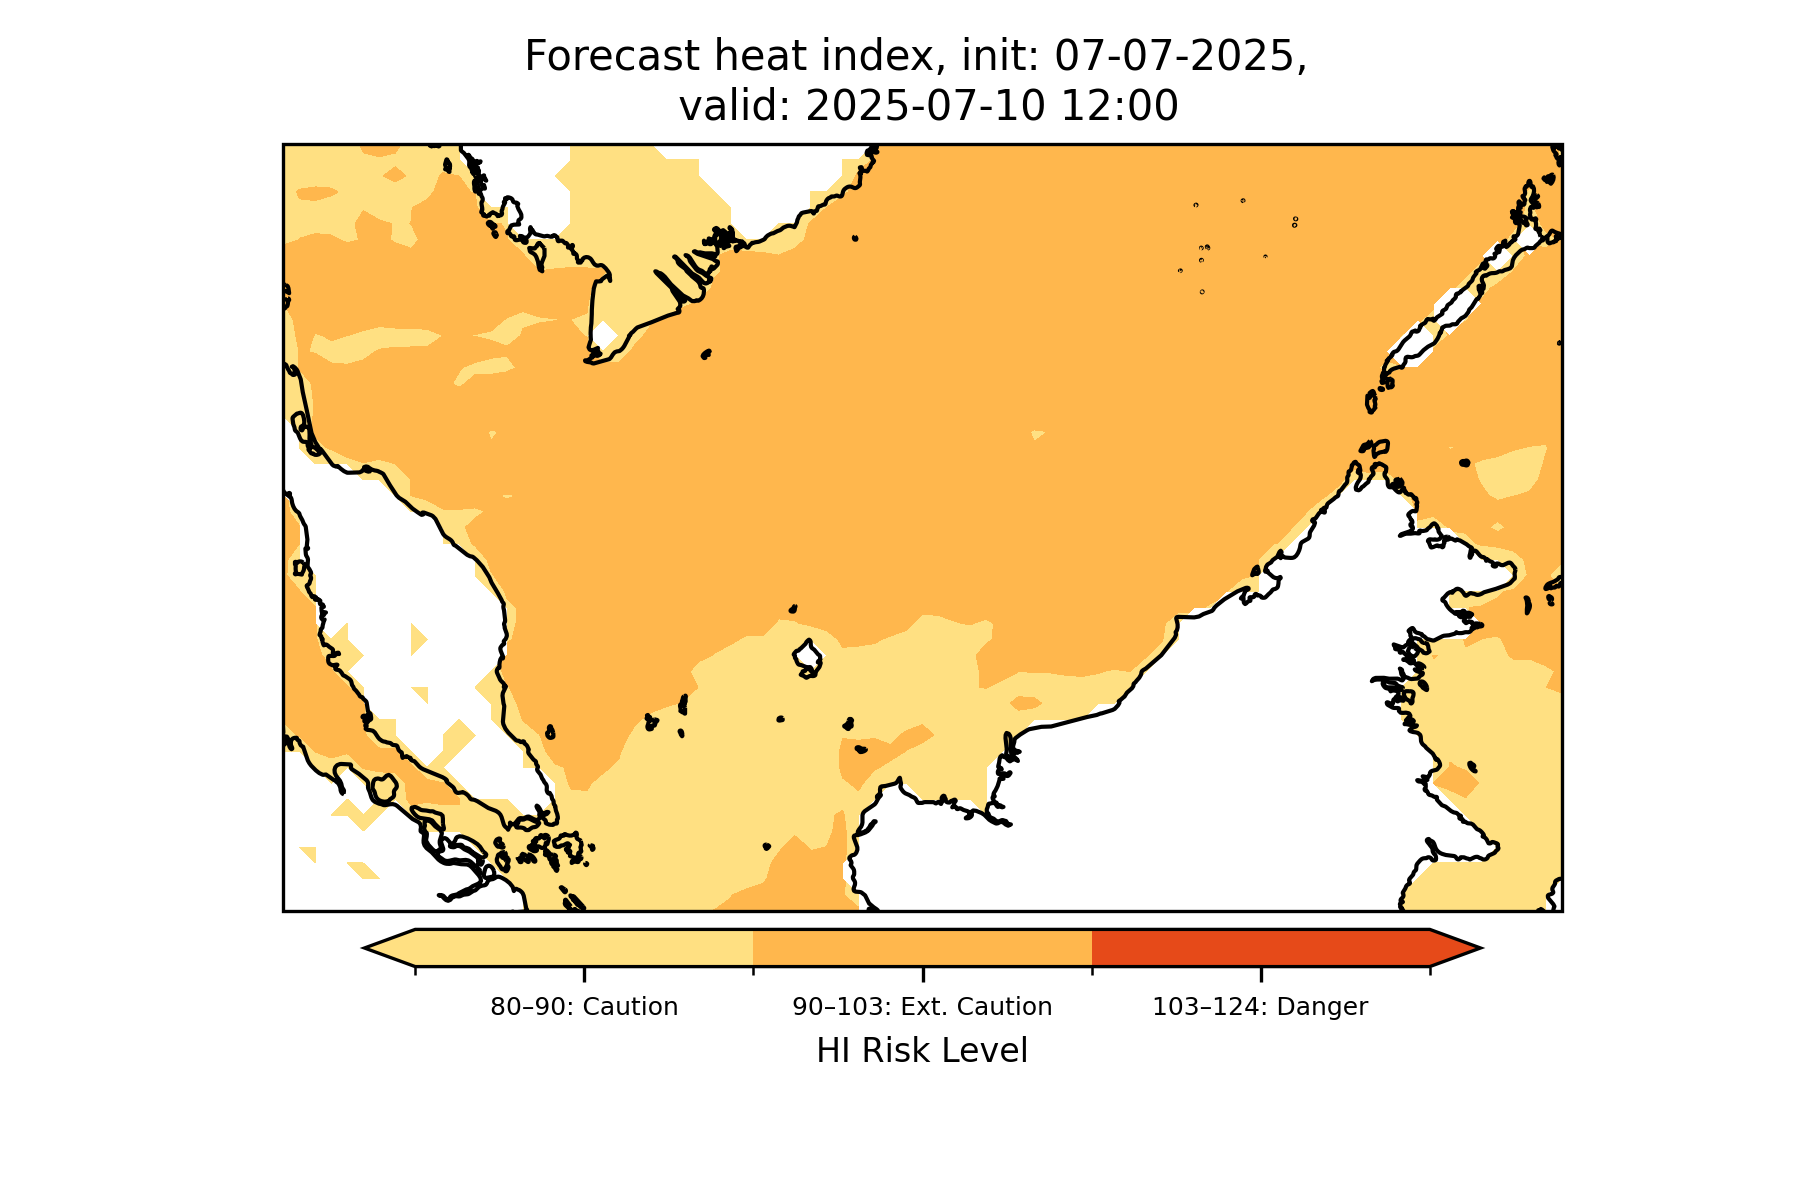 Forecast heat index, init: 07-07-2025,
valid: 2025-07-10 12:00
80–90: Caution
90–103: Ext. Caution
103–124: Danger
HI Risk Level